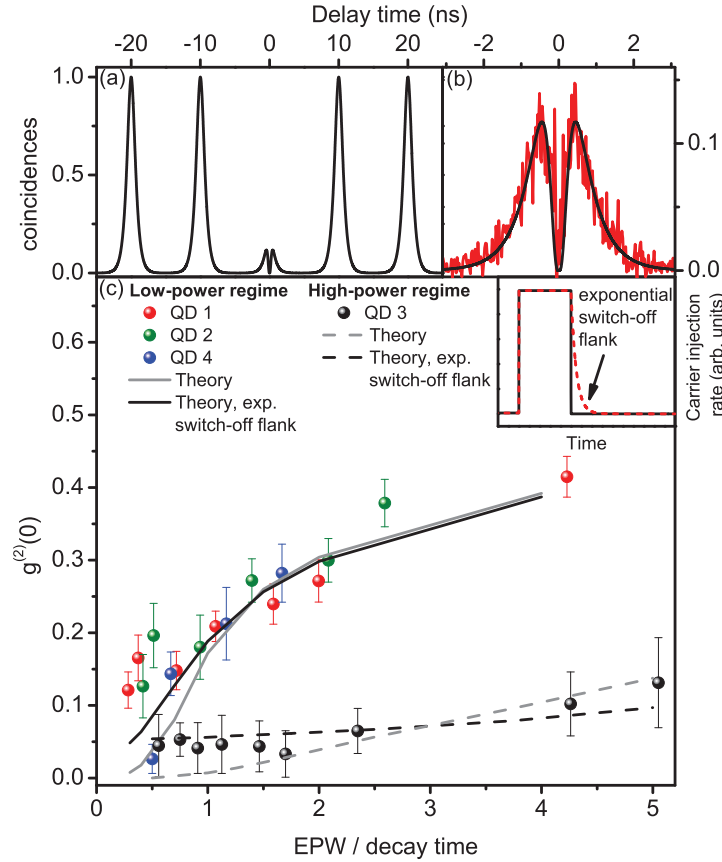 Delay time (ns)
-20 -10 0 10 20 -2 0 2
(a) (b)
1.0
0.5
0.0
coincidences
0.1
0.0
(c) Low-power regime High-power regime
QD 1 QD 3
QD 2 Theory
QD 4 Theory, exp.
Theory switch-off flank
Theory, exp.
switch-off flank
exponential
switch-off
flank
Time
Carrier injection
rate (arb. units)
0.6
0.5
0.4
0.3
0.2
0.1
0.0
g(2)(0)
0 1 2 3 4 5
EPW / decay time